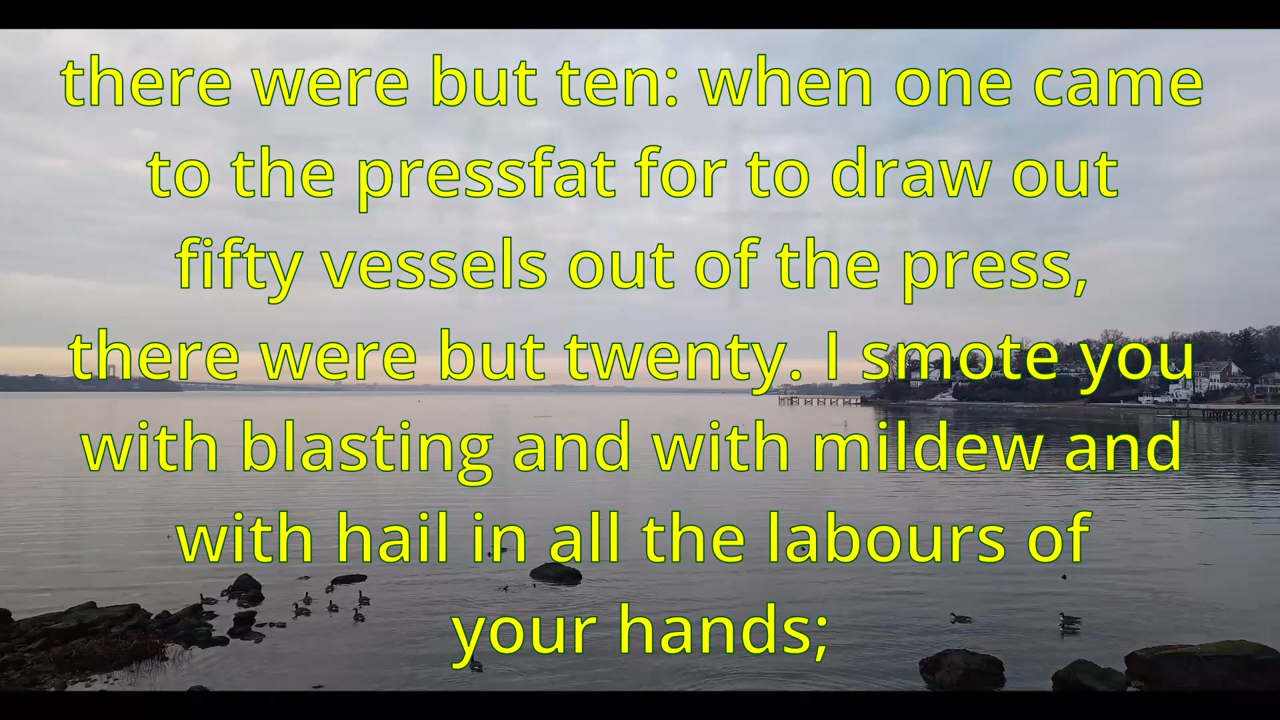 there were but ten: when one came
to the pressfat for to draw out
fifty vessels out of the press,
there were but twenty. I smote you
with blasting and with mildew and
with hail in all the labours of
your hands;